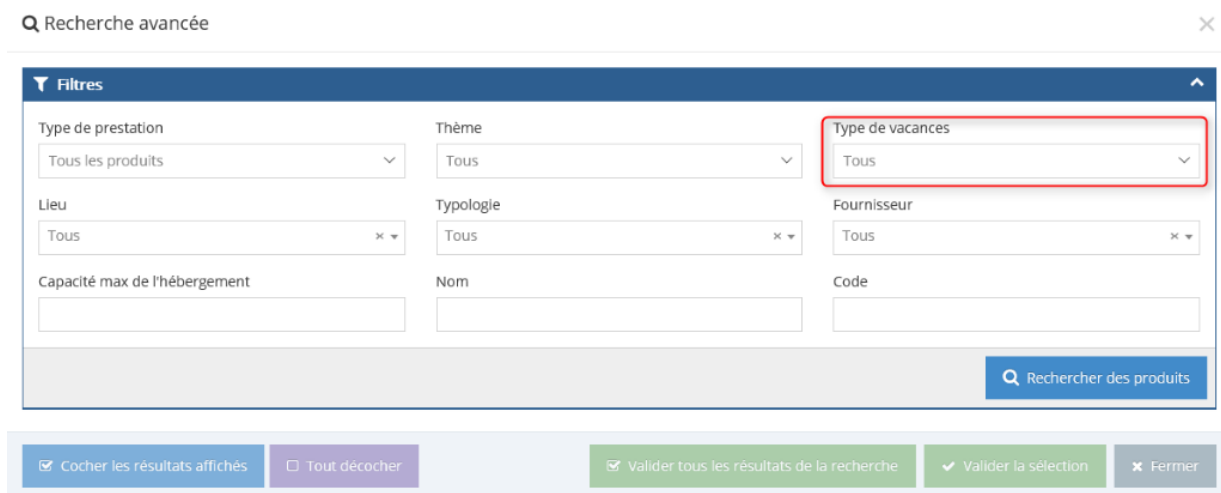 Recherche avancée
Filtres
Type de prestation Thème Type de vacances
Tous les produits Tous Tous
Lieu Typologie Fournisseur
Tous Tous Tous
Capacité max de l'hébergement Nom Code
Rechercher des produits
Cocher les résultats affichés Tout décocher Valider tous les résultats de la recherche Valider la sélection Fermer